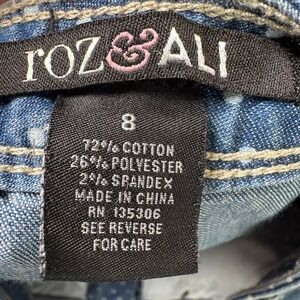 roz&ALI
8
72% COTTON
26% POLYESTER
2% SPANDEX
MADE IN CHINA
RN 135306
SEE REVERSE
FOR CARE